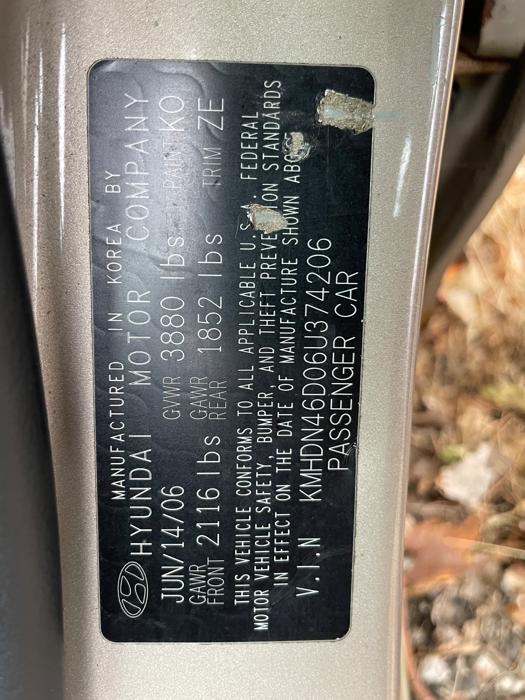 MANUFACTURED IN KOREA BY
HYUNDAI MOTOR COMPANY
JUN/14/06 GVWR 3880 lbs PAINT KO
GAWR FRONT 2116 lbs GAWR REAR 1852 lbs TRIM ZE
THIS VEHICLE CONFORMS TO ALL APPLICABLE U.S. FEDERAL
MOTOR VEHICLE SAFETY, BUMPER, AND THEFT PREVENTION STANDARDS
IN EFFECT ON THE DATE OF MANUFACTURE SHOWN ABOVE
V.I.N KMHDN46D06U374206
PASSENGER CAR